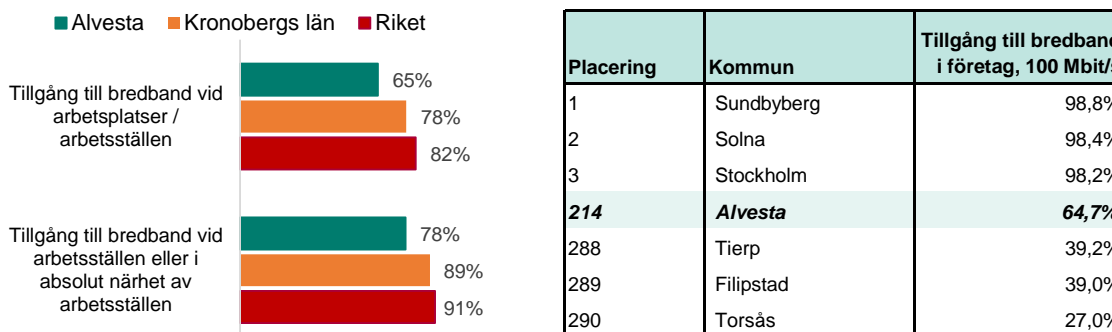 Alvesta Kronobergs län Riket
Tillgång till bredband vid
arbetsplatser /
arbetsställen
65%
78%
82%
Tillgång till bredband vid
arbetsställen eller i
absolut närhet av
arbetsställen
78%
89%
91%
Placering Kommun Tillgång till bredband
i företag, 100 Mbit/s
1 Sundbyberg 98,8%
2 Solna 98,4%
3 Stockholm 98,2%
214 Alvesta 64,7%
288 Tierp 39,2%
289 Filipstad 39,0%
290 Torsås 27,0%